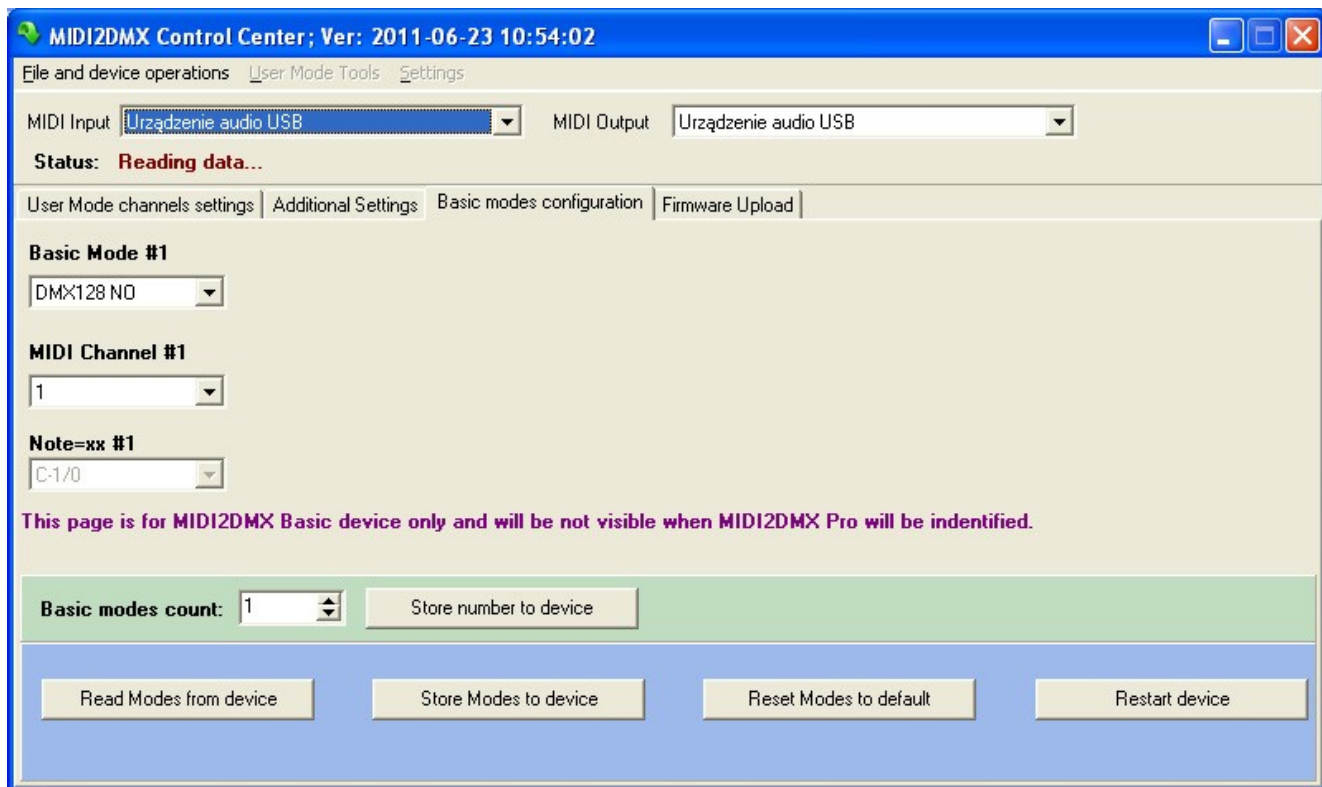 MIDI2DMX Control Center; Ver: 2011-06-23 10:54:02
File and device operations User Mode Tools Settings
MIDI Input Urządzenie audio USB MIDI Output Urządzenie audio USB
Status: Reading data...
User Mode channels settings Additional Settings Basic modes configuration Firmware Upload
Basic Mode #1
DMX128 NO
MIDI Channel #1
1
Note=xx #1
C-1/0
This page is for MIDI2DMX Basic device only and will be not visible when MIDI2DMX Pro will be indentified.
Basic modes count: 1 Store number to device
Read Modes from device Store Modes to device Reset Modes to default Restart device